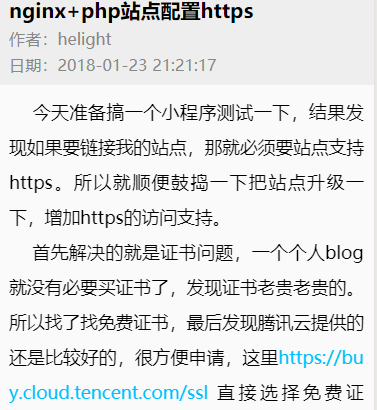 nginx+php站点配置https
作者：helight
日期：2018-01-23 21:21:17
今天准备搞一个小程序测试一下，结果发
现如果要链接我的站点，那就必须要站点支持
https。所以就顺便鼓捣一下把站点升级一
下，增加https的访问支持。
首先解决的就是证书问题，一个个人blog
就没有必要买证书了，发现证书老贵老贵的。
所以找了找免费证书，最后发现腾讯云提供的
还是比较好的，很方便申请，这里https://bu
y.cloud.tencent.com/ssl 直接选择免费证